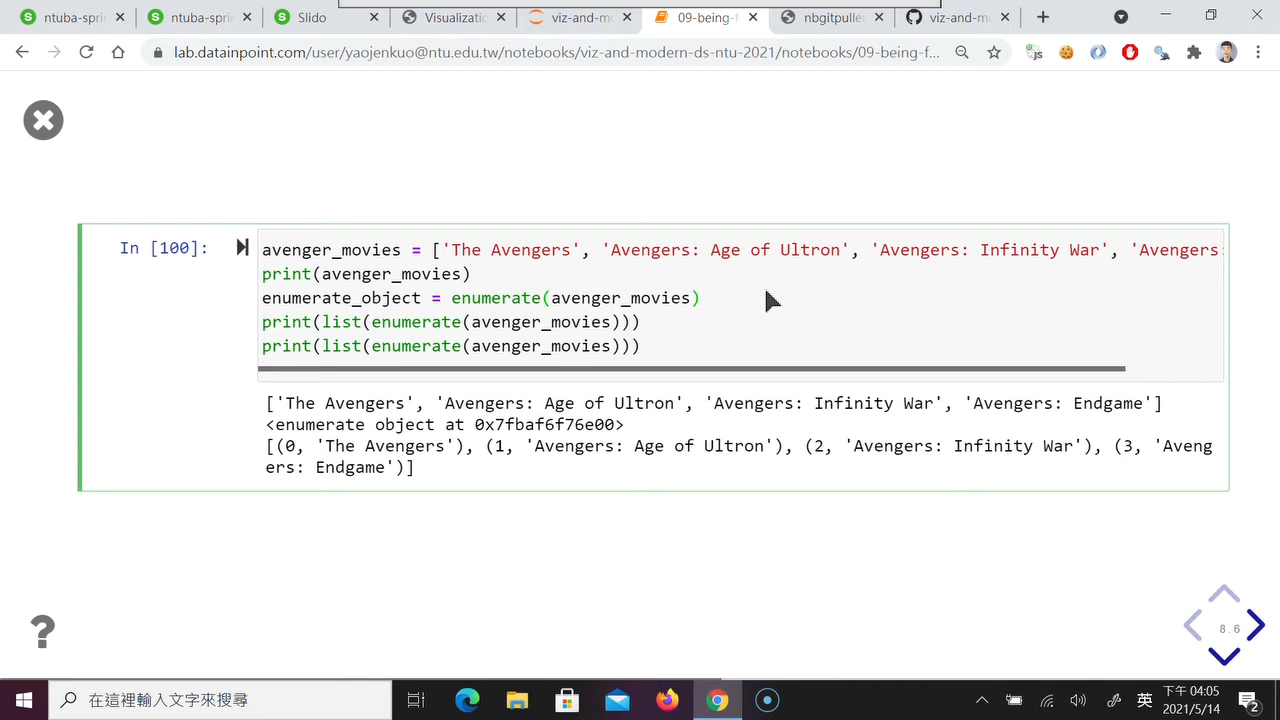 ntuba-spri
ntuba-spri
Slido
Visualizatio
viz-and-mo
09-being-f
nbgitpuller
viz-and-mo
lab.datainpoint.com/user/yaojenkuo@ntu.edu.tw/notebooks/viz-and-modern-ds-ntu-2021/notebooks/09-being-f...
In [100]:
avenger_movies = ['The Avengers', 'Avengers: Age of Ultron', 'Avengers: Infinity War', 'Avengers:
print(avenger_movies)
enumerate_object = enumerate(avenger_movies)
print(list(enumerate(avenger_movies)))
print(list(enumerate(avenger_movies)))
['The Avengers', 'Avengers: Age of Ultron', 'Avengers: Infinity War', 'Avengers: Endgame']
<enumerate object at 0x7fbaf6f76e00>
[(0, 'The Avengers'), (1, 'Avengers: Age of Ultron'), (2, 'Avengers: Infinity War'), (3, 'Aveng
ers: Endgame')]
8.6
在這裡輸入文字來搜尋
英
下午 04:05
2021/5/14
2